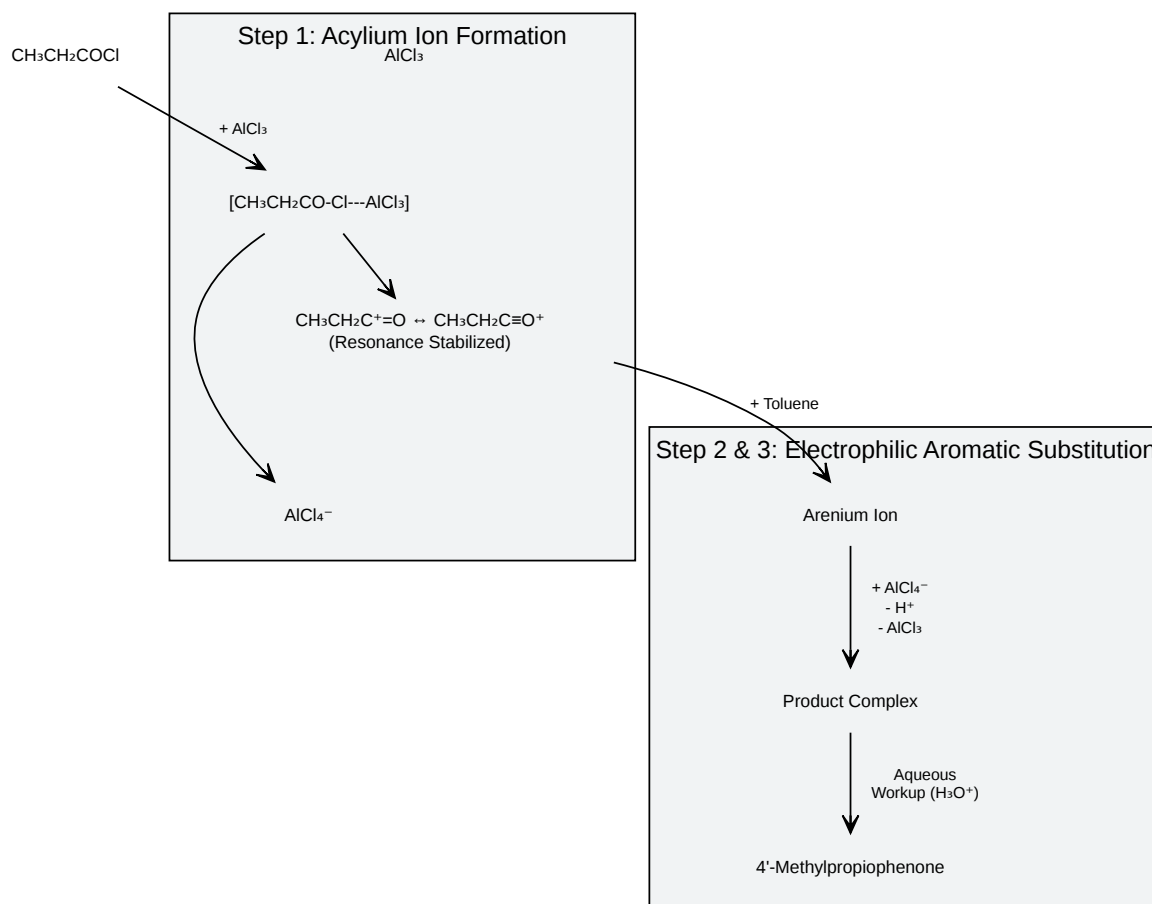 Step 1: Acylium Ion Formation
CH₃CH₂COCl
AlCl₃
+ AlCl₃
[CH₃CH₂CO-Cl---AlCl₃]
CH₃CH₂C⁺=O ↔ CH₃CH₂C≡O⁺
(Resonance Stabilized)
+ Toluene
Step 2 & 3: Electrophilic Aromatic Substitution
AlCl₄⁻
Arenium Ion
+ AlCl₄⁻
- H⁺
- AlCl₃
Product Complex
Aqueous
Workup (H₃O⁺)
4'-Methylpropiophenone